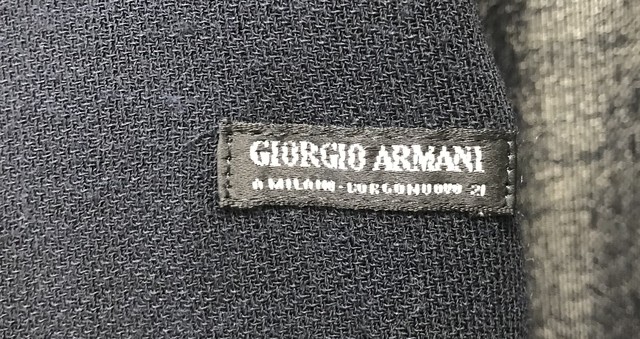 GIORGIO ARMANI
A MILANO · BORGONUOVO 21